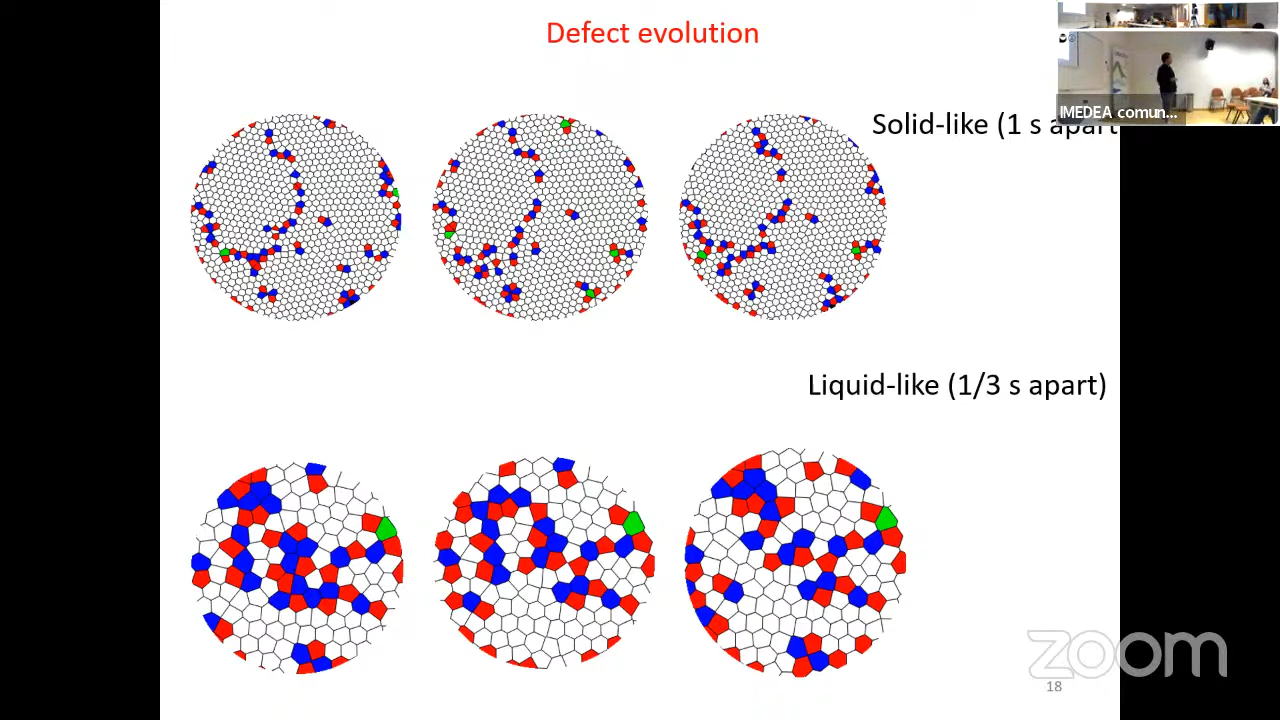 Defect evolution
IMEDEA comun...
Solid-like (1 s apart
Liquid-like (1/3 s apart)
zoom
18